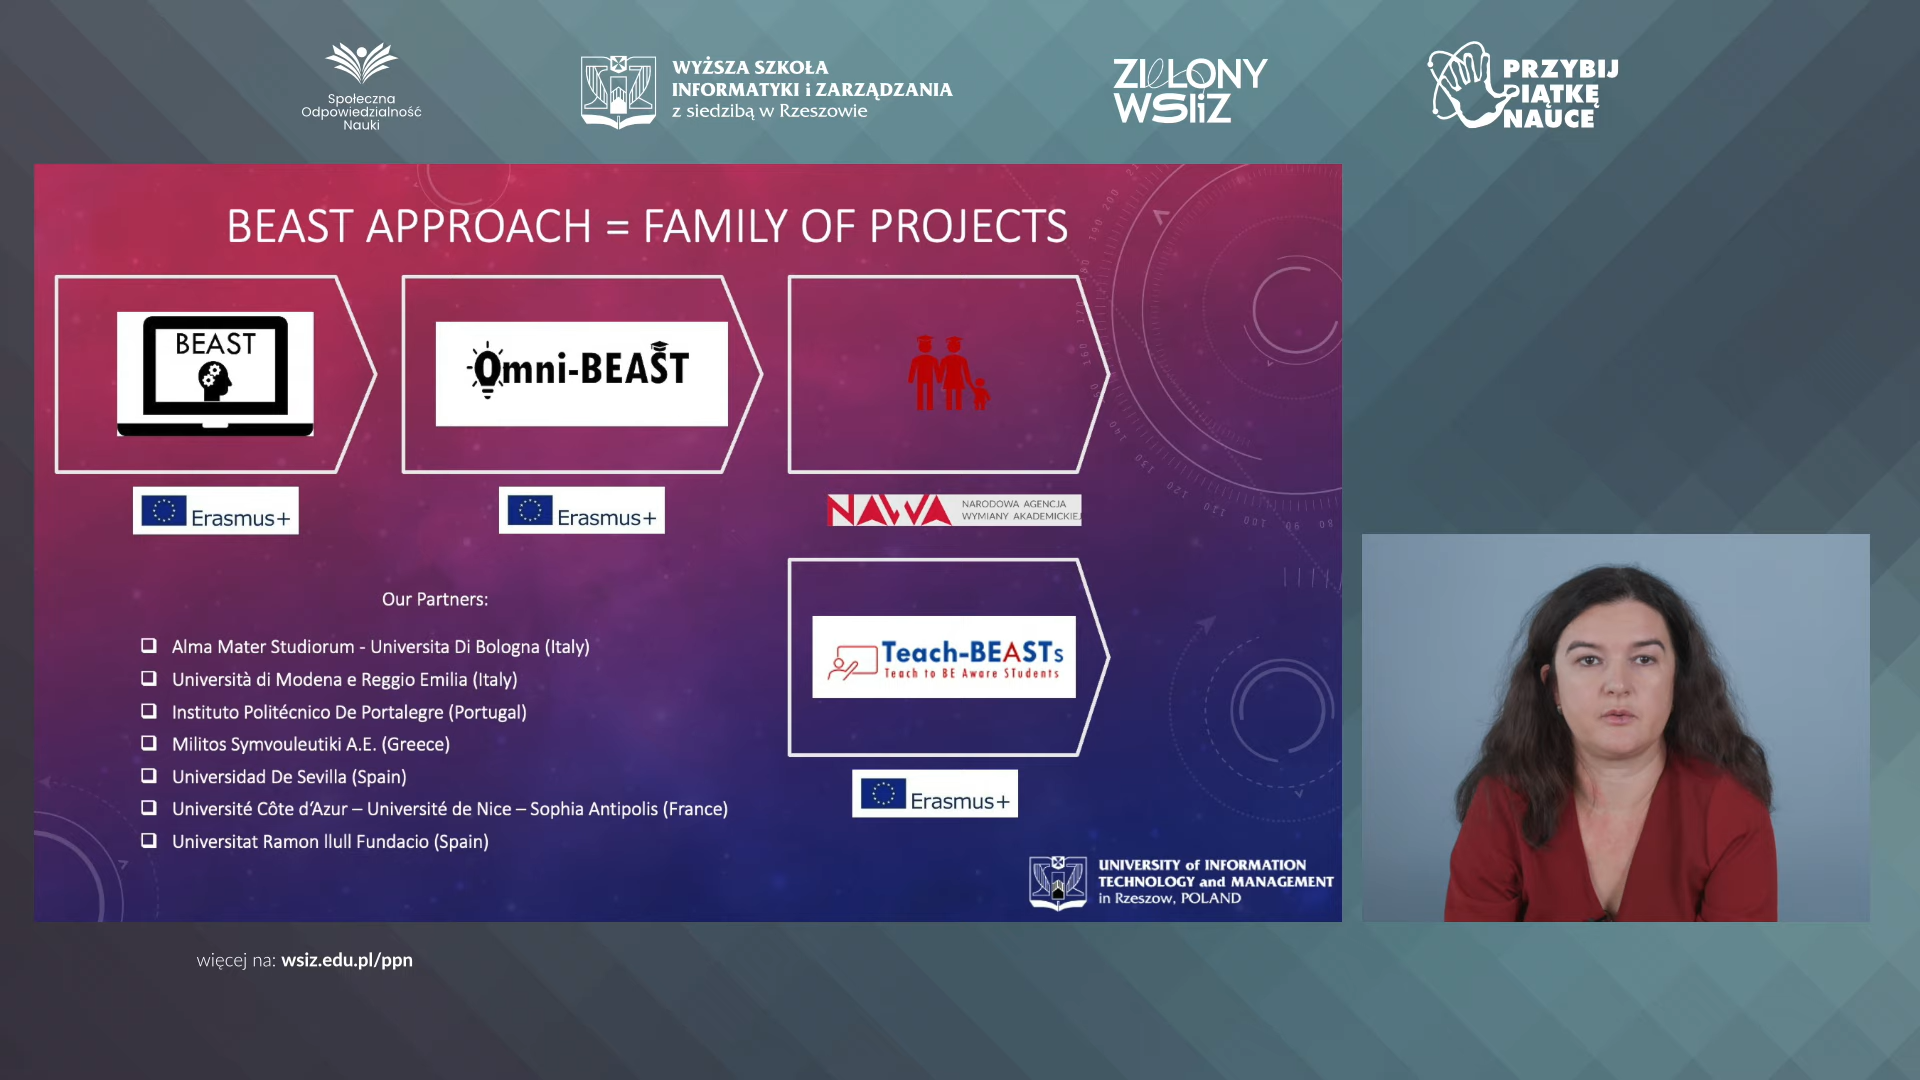 Społeczna
Odpowiedzialność
Nauki
WYŻSZA SZKOŁA
INFORMATYKI i ZARZĄDZANIA
z siedzibą w Rzeszowie
ZIELONY
WSIiZ
PRZYBIJ
PIĄTKĘ
NAUCE
BEAST APPROACH = FAMILY OF PROJECTS
BEAST
Omni-BEAST
Erasmus+
Erasmus+
NAWA
NARODOWA AGENCJA
WYMIANY AKADEMICKIEJ
Our Partners:
Alma Mater Studiorum - Universita Di Bologna (Italy)
Università di Modena e Reggio Emilia (Italy)
Instituto Politécnico De Portalegre (Portugal)
Militos Symvouleutiki A.E. (Greece)
Universidad De Sevilla (Spain)
Université Côte d’Azur – Université de Nice – Sophia Antipolis (France)
Universitat Ramon llull Fundacio (Spain)
Teach-BEASTs
Teach to BE Aware STudents
Erasmus+
UNIVERSITY of INFORMATION
TECHNOLOGY and MANAGEMENT
in Rzeszow, POLAND
więcej na: wsiz.edu.pl/ppn